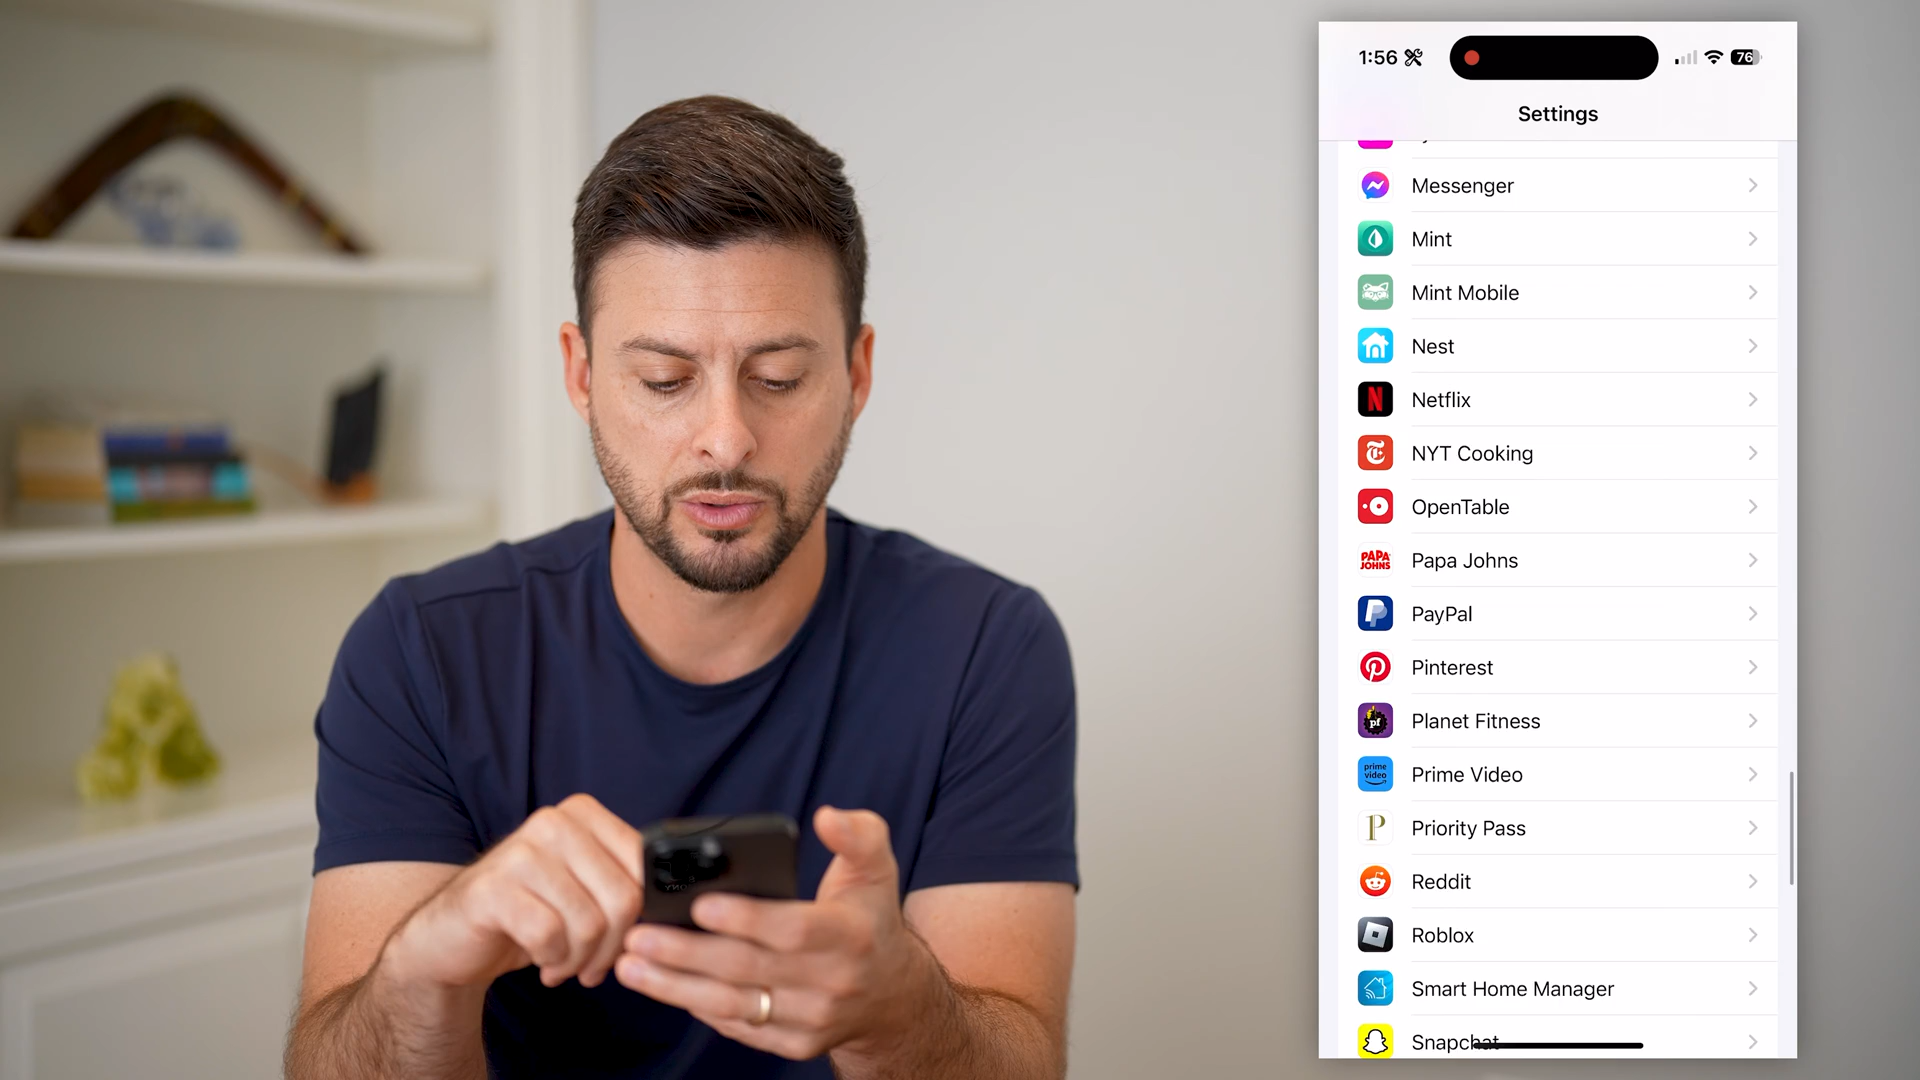 1:56
76
Settings
Messenger
Mint
Mint Mobile
Nest
N
Netflix
NYT Cooking
OpenTable
PAPA JOHNS
Papa Johns
PayPal
Pinterest
pf
Planet Fitness
prime video
Prime Video
P
Priority Pass
Reddit
Roblox
Smart Home Manager
Snapchat